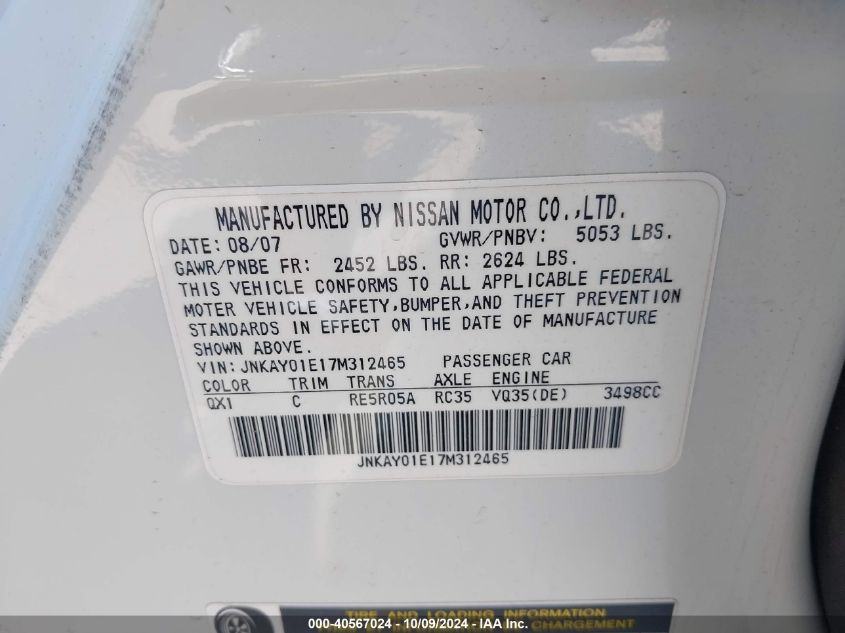 MANUFACTURED BY NISSAN MOTOR CO.,LTD.
DATE: 08/07 GVWR/PNBV: 5053 LBS.
GAWR/PNBE FR: 2452 LBS. RR: 2624 LBS.
THIS VEHICLE CONFORMS TO ALL APPLICABLE FEDERAL
MOTER VEHICLE SAFETY,BUMPER,AND THEFT PREVENTION
STANDARDS IN EFFECT ON THE DATE OF MANUFACTURE
SHOWN ABOVE.
VIN: JNKAY01E17M312465 PASSENGER CAR
COLOR TRIM TRANS AXLE ENGINE
QX1 C RE5R05A RC35 VQ35(DE) 3498CC
JNKAY01E17M312465
TIRE AND LOADING INFORMATION
000-40567024 - 10/09/2024 - IAA Inc.
CHARGEMENT